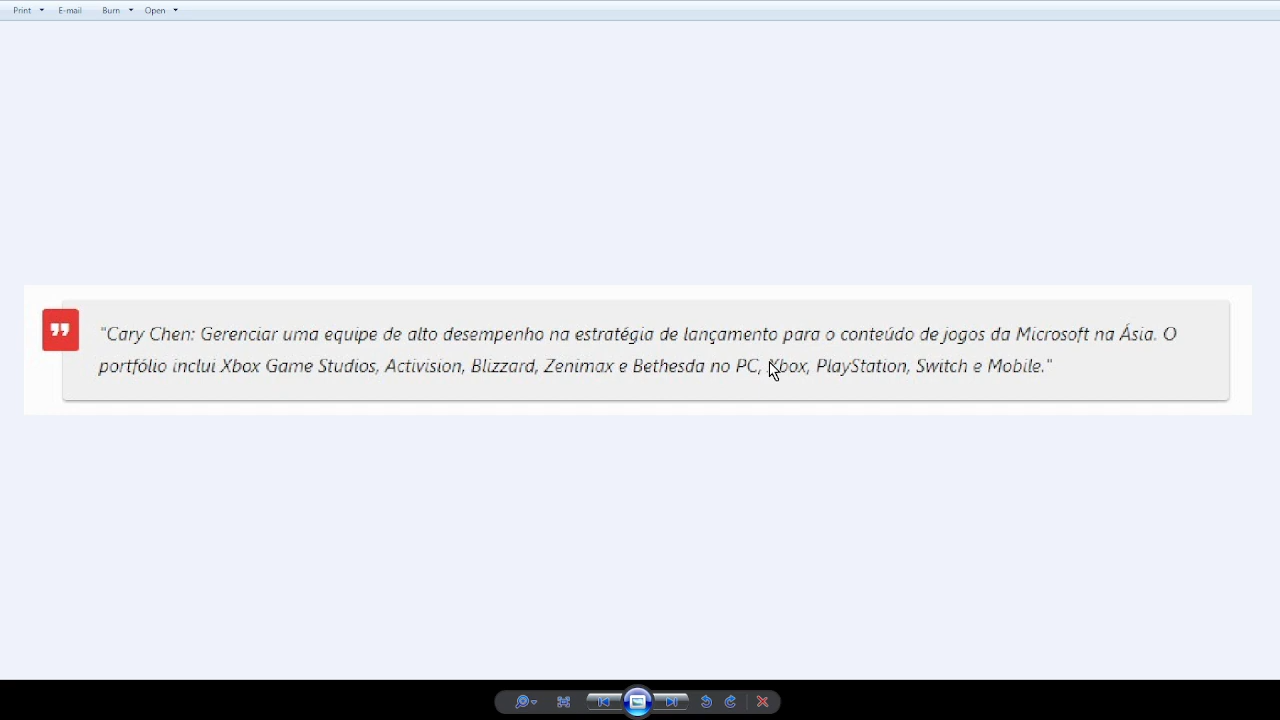 Print E-mail Burn Open
"Cary Chen: Gerenciar uma equipe de alto desempenho na estratégia de lançamento para o conteúdo de jogos da Microsoft na Ásia. O
portfólio inclui Xbox Game Studios, Activision, Blizzard, Zenimax e Bethesda no PC, Xbox, PlayStation, Switch e Mobile."